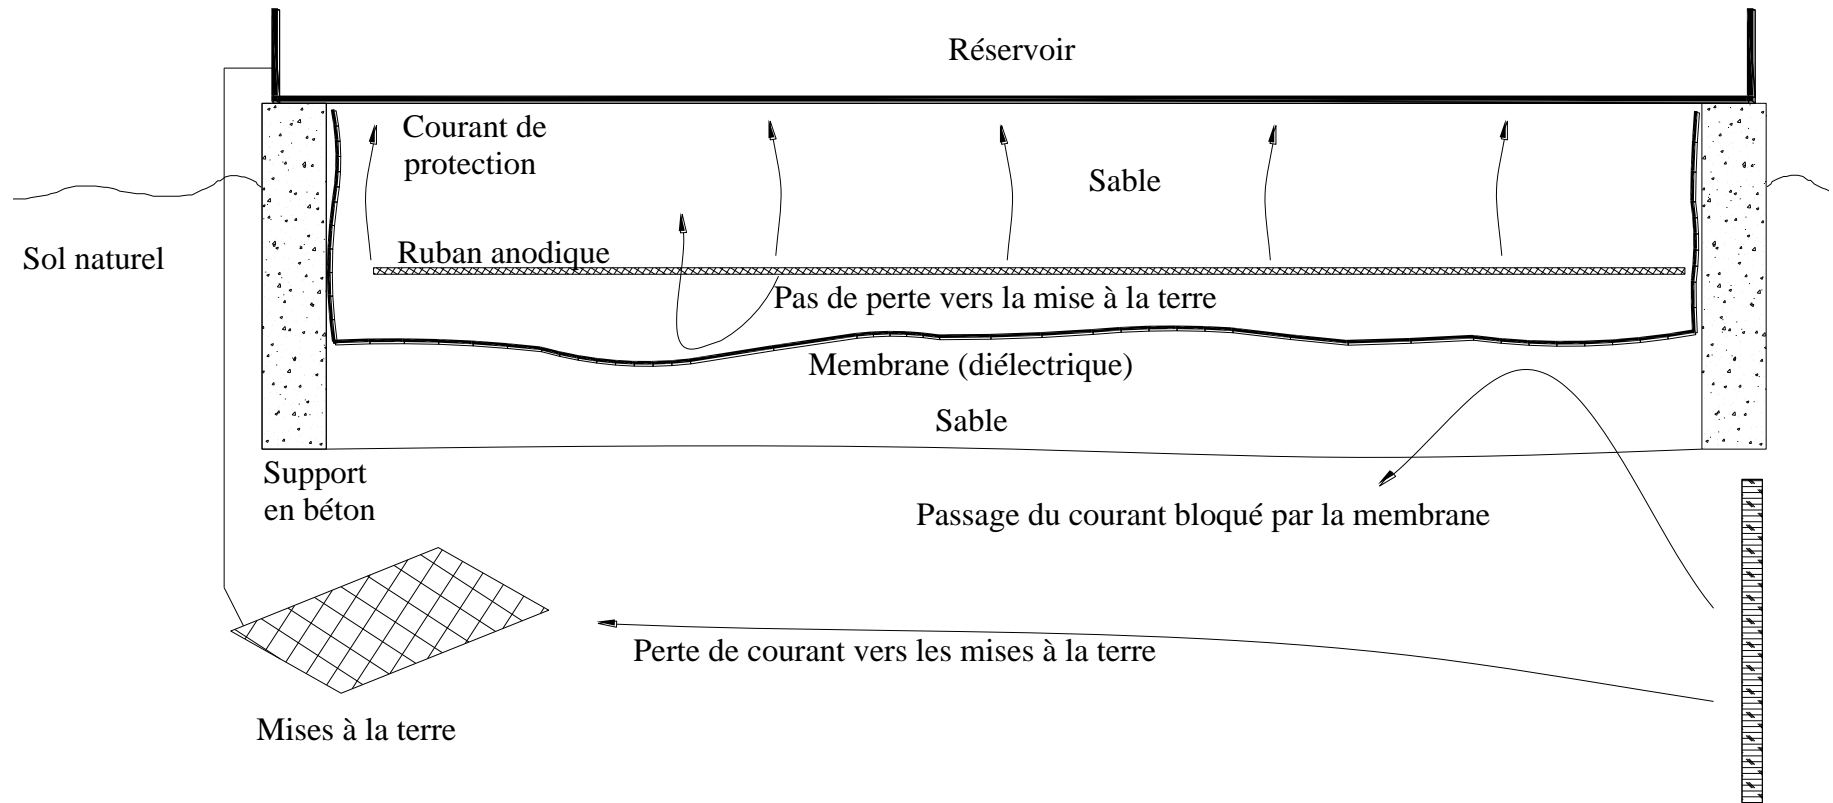 Réservoir
Courant de
protection
Sable
Sol naturel
Ruban anodique
Pas de perte vers la mise à la terre
Membrane (diélectrique)
Sable
Support
en béton
Passage du courant bloqué par la membrane
Perte de courant vers les mises à la terre
Mises à la terre